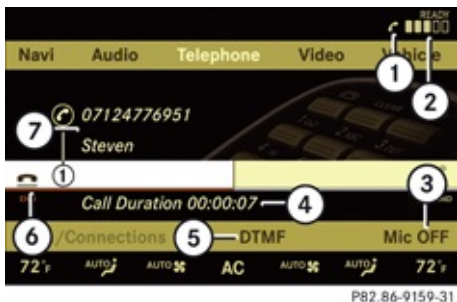 READY
Navi Audio Telephone Video Vehicle
1
2
7
07124776951
Steven
1
3
Call Duration 00:00:07
4
6
/Connections
5
DTMF
Mic OFF
72°F AUTO AUTO AC AUTO AUTO 72°F
P82.86-9159-31